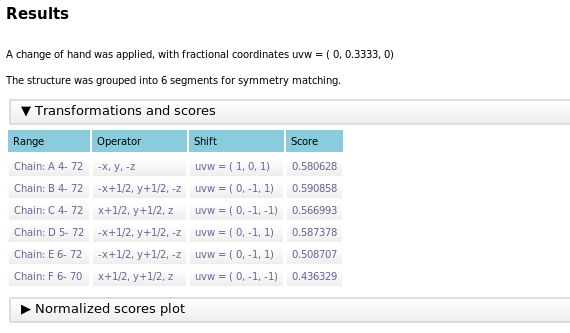 Results
A change of hand was applied, with fractional coordinates uvw = ( 0, 0.3333, 0)
The structure was grouped into 6 segments for symmetry matching.
▼ Transformations and scores
Range Operator Shift Score
Chain: A 4- 72 -x, y, -z uvw = ( 1, 0, 1) 0.580628
Chain: B 4- 72 -x+1/2, y+1/2, -z uvw = ( 0, -1, 1) 0.590858
Chain: C 4- 72 x+1/2, y+1/2, z uvw = ( 0, -1, -1) 0.566993
Chain: D 5- 72 -x+1/2, y+1/2, -z uvw = ( 0, -1, 1) 0.587378
Chain: E 6- 72 -x+1/2, y+1/2, -z uvw = ( 0, -1, 1) 0.508707
Chain: F 6- 70 x+1/2, y+1/2, z uvw = ( 0, -1, -1) 0.436329
▶ Normalized scores plot